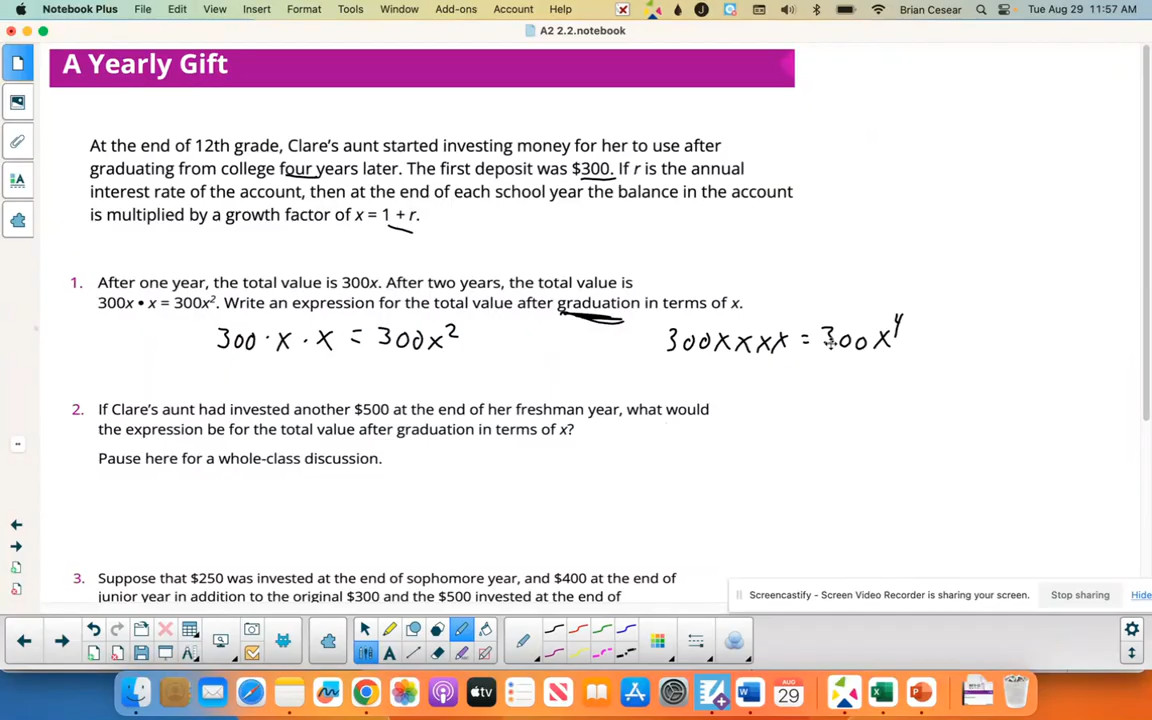 Notebook Plus File Edit View Insert Format Tools Window Add-ons Account Help Brian Cesear Tue Aug 29 11:57 AM
A2 2.2.notebook
A Yearly Gift
At the end of 12th grade, Clare's aunt started investing money for her to use after
graduating from college four years later. The first deposit was $300. If r is the annual
interest rate of the account, then at the end of each school year the balance in the account
is multiplied by a growth factor of x = 1 + r.
1. After one year, the total value is 300x. After two years, the total value is
300x • x = 300x². Write an expression for the total value after graduation in terms of x.
300 · x · x = 300x² 300xxxx = 300x⁴
2. If Clare's aunt had invested another $500 at the end of her freshman year, what would
the expression be for the total value after graduation in terms of x?
Pause here for a whole-class discussion.
3. Suppose that $250 was invested at the end of sophomore year, and $400 at the end of
junior year in addition to the original $300 and the $500 invested at the end of
Screencastify - Screen Video Recorder is sharing your screen. Stop sharing Hide
A
tv N W X P
AUG
29